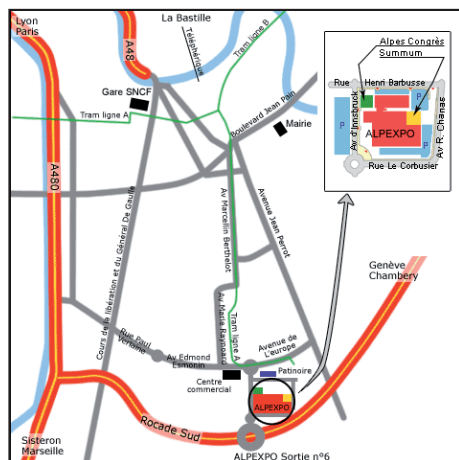 Lyon
Paris
La Bastille
Téléphérique
Tram ligne B
A48
Gare SNCF
Tram ligne A
Boulevard Jean Pain
Mairie
Alpes Congrès
Summum
Rue Henri Barbusse
P
P
P
Av d'Innsbruck
ALPEXPO
Av R. Chanas
Rue Le Corbusier
A480
Cours de la libération et du Général De Gaulle
Av Marcellin Berthelot
Avenue Jean Perrot
Genève
Chambery
Av Marie Reynoard
Tram ligne A
Rue Paul
Verlaine
Av Edmond
Esmonin
Avenue de
L'europe
Centre
commercial
Patinoire
ALPEXPO
Rocade Sud
Sisteron
Marseille
ALPEXPO Sortie n°6